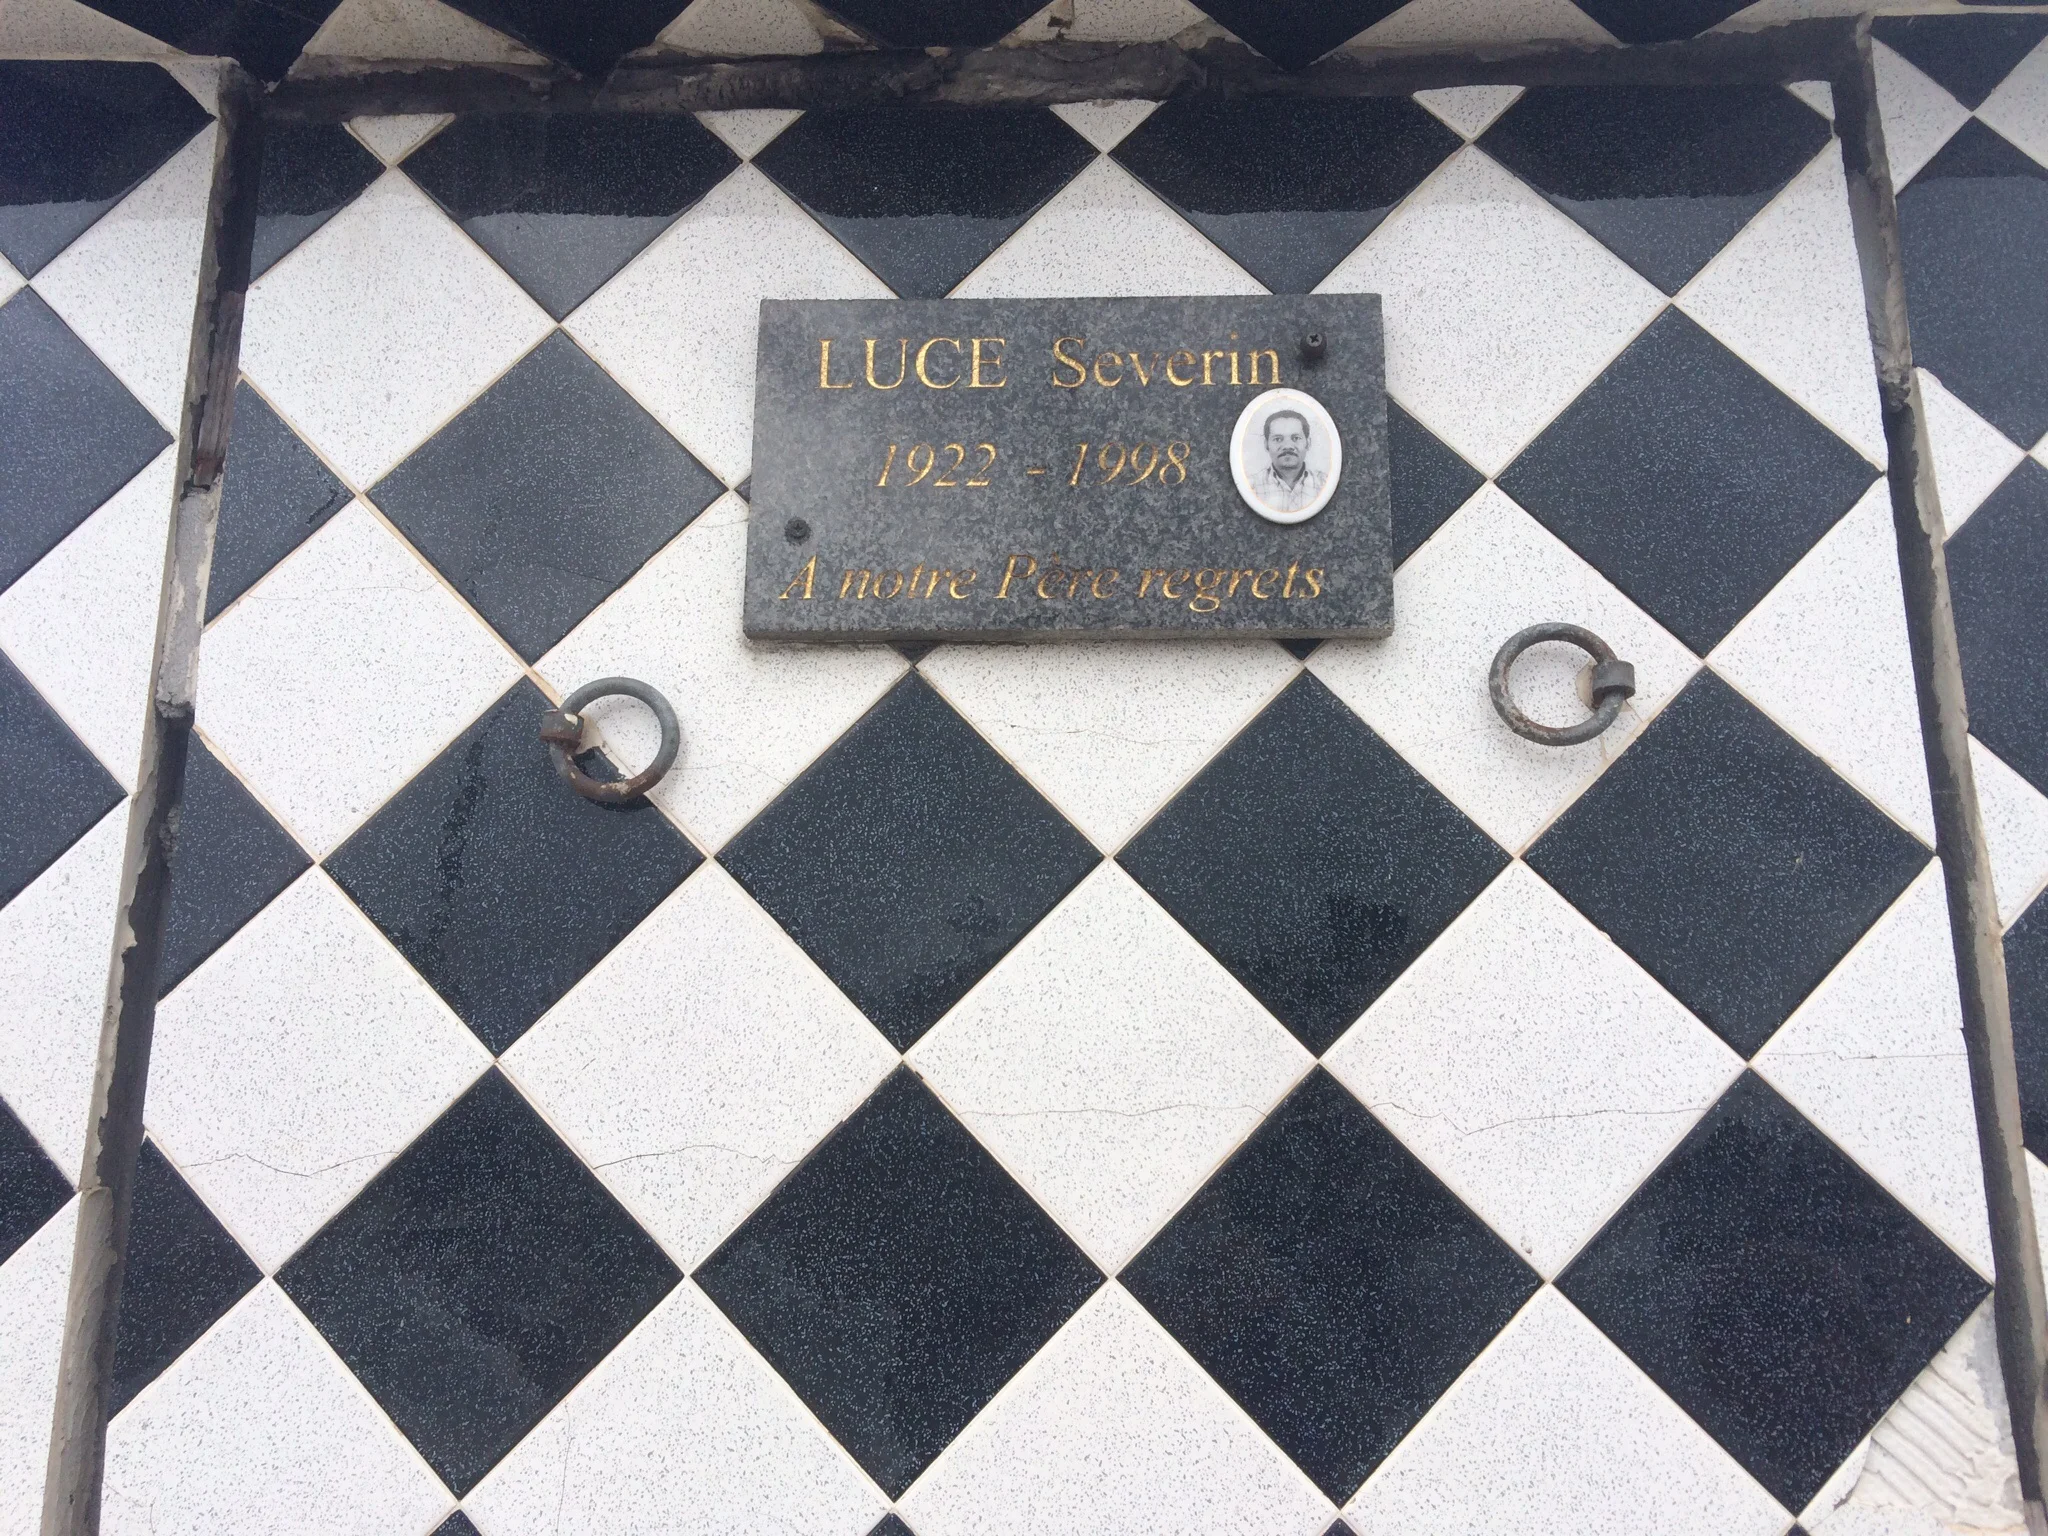 LUCE Severin
1922 - 1998
A notre Père regrets